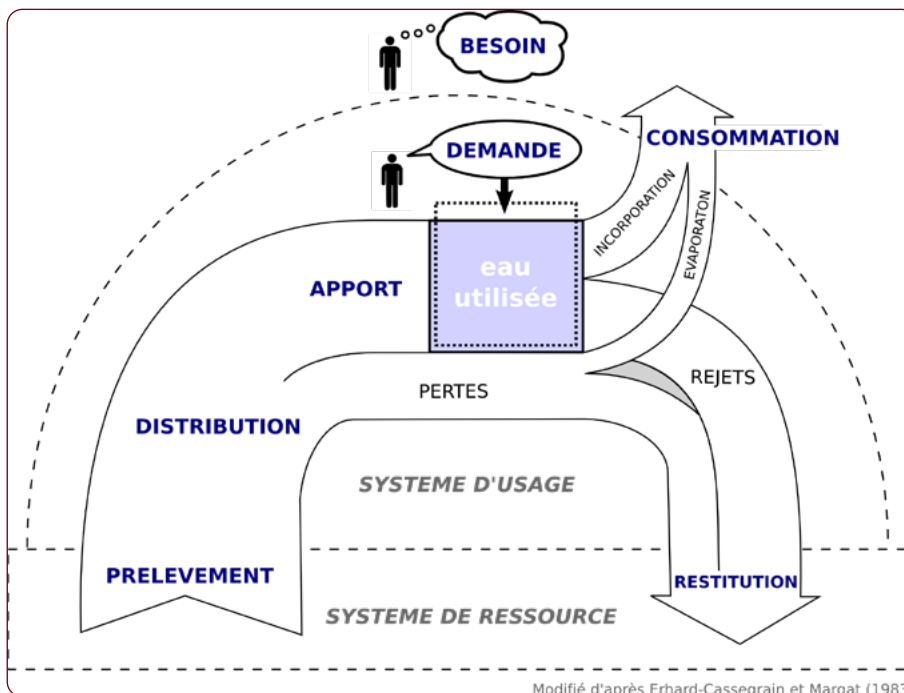 BESOIN
DEMANDE
CONSOMMATION
INCORPORATION
EVAPORATON
eau
utilisée
APPORT
REJETS
PERTES
DISTRIBUTION
SYSTEME D'USAGE
PRELEVEMENT
RESTITUTION
SYSTEME DE RESSOURCE
Modifié d'après Erhard-Cassegrain et Margat (1983